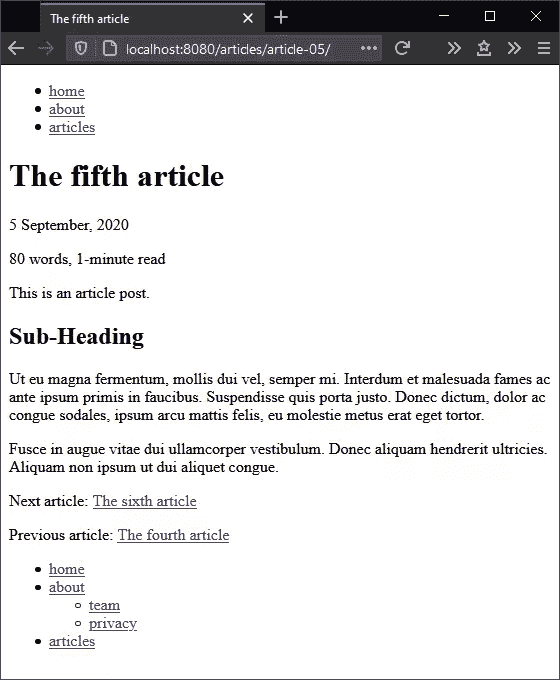 The fifth article
localhost:8080/articles/article-05/
home
about
articles
The fifth article
5 September, 2020
80 words, 1-minute read
This is an article post.
Sub-Heading
Ut eu magna fermentum, mollis dui vel, semper mi. Interdum et malesuada fames ac
ante ipsum primis in faucibus. Suspendisse quis porta justo. Donec dictum, dolor ac
congue sodales, ipsum arcu mattis felis, eu molestie metus erat eget tortor.
Fusce in augue vitae dui ullamcorper vestibulum. Donec aliquam hendrerit ultricies.
Aliquam non ipsum ut dui aliquet congue.
Next article: The sixth article
Previous article: The fourth article
home
about
team
privacy
articles